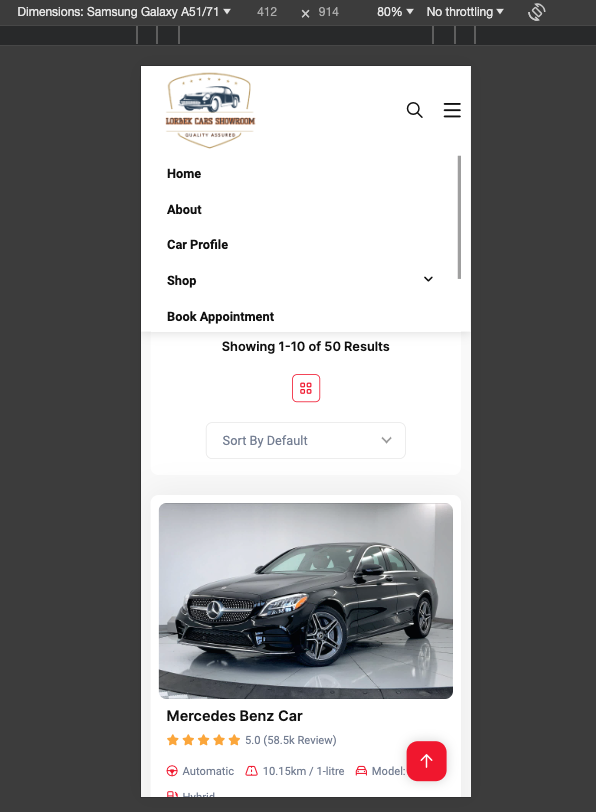 Dimensions: Samsung Galaxy A51/71 412 × 914 80% No throttling
LORBEK CARS SHOWROOM
QUALITY ASSURED
Home
About
Car Profile
Shop
Book Appointment
Showing 1-10 of 50 Results
Sort By Default
Mercedes Benz Car
5.0 (58.5k Review)
Automatic 10.15km / 1-litre Model:
Hybrid